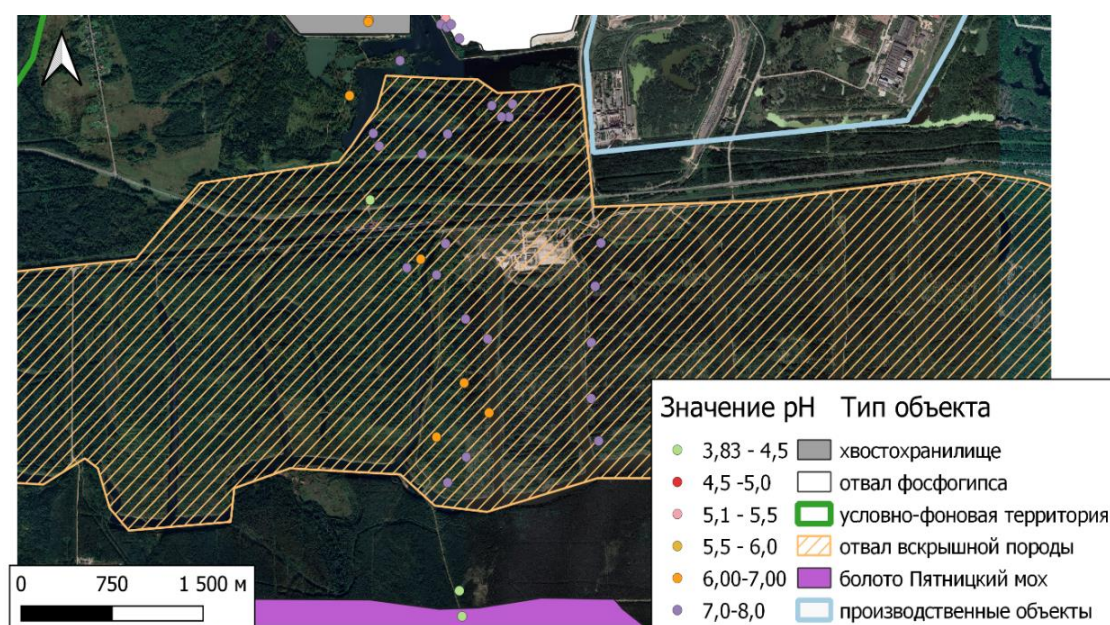 Значение pH Тип объекта
3,83 - 4,5 хвостохранилище
4,5 -5,0 отвал фосфогипса
5,1 - 5,5 условно-фоновая территория
5,5 - 6,0 отвал вскрышной породы
6,00-7,00 болото Пятницкий мох
7,0-8,0 производственные объекты
0 750 1 500 м